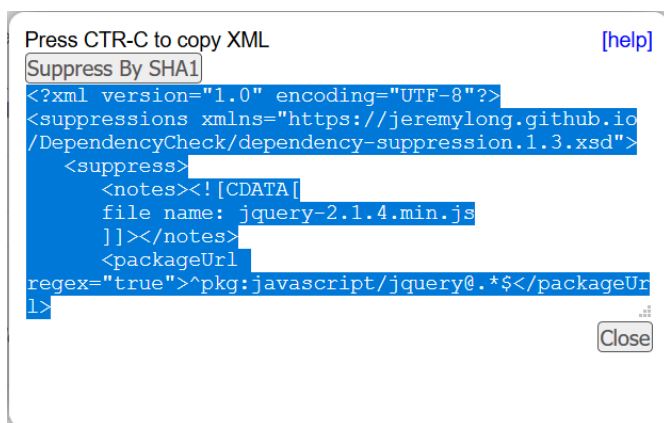 Press CTR-C to copy XML [help]
Suppress By SHA1
<?xml version="1.0" encoding="UTF-8"?>
<suppressions xmlns="https://jeremylong.github.io
/DependencyCheck/dependency-suppression.1.3.xsd">
<suppress>
<notes><![CDATA[
file name: jquery-2.1.4.min.js
]]></notes>
<packageUrl
regex="true">^pkg:javascript/jquery@.*$</packageUr
l>
Close